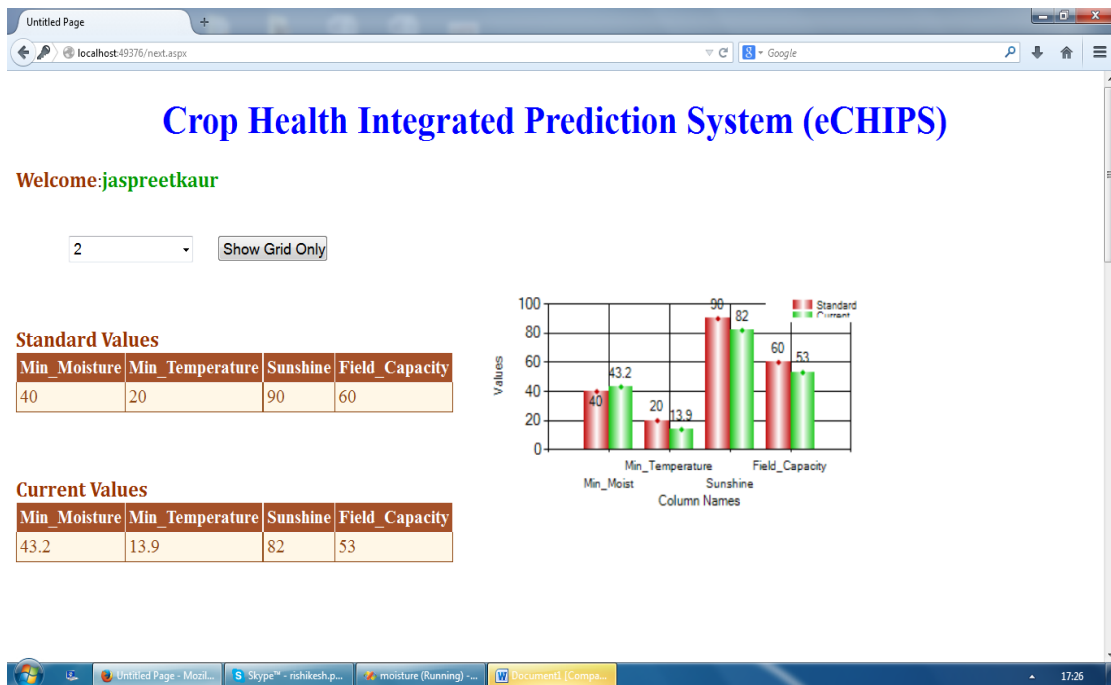 Untitled Page +
localhost:49376/next.aspx Google
Crop Health Integrated Prediction System (eCHIPS)
Welcome:jaspreetkaur
2 Show Grid Only
Standard Values
Min_Moisture Min_Temperature Sunshine Field_Capacity
40 20 90 60
Current Values
Min_Moisture Min_Temperature Sunshine Field_Capacity
43.2 13.9 82 53
100
80
60
40
20
0
Values
40 43.2 20 13.9 90 82 60 53
Standard
Current
Min_Temperature Field_Capacity
Min_Moist Sunshine
Column Names
Untitled Page - Mozil... Skype™ - rishikesh.p... moisture (Running) -... Document1 [Compa... 17:26